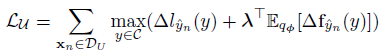 $\mathcal{L}_{\mathcal{U}} = \sum_{\mathbf{x}_n \in \mathcal{D}_{\mathcal{U}}} \max_{y \in \mathcal{C}} (\Delta l_{\hat{y}_n}(y) + \boldsymbol{\lambda}^{\top} \mathbb{E}_{q_\phi}[\Delta \mathbf{f}_{y\hat{y}_n}(y)])$